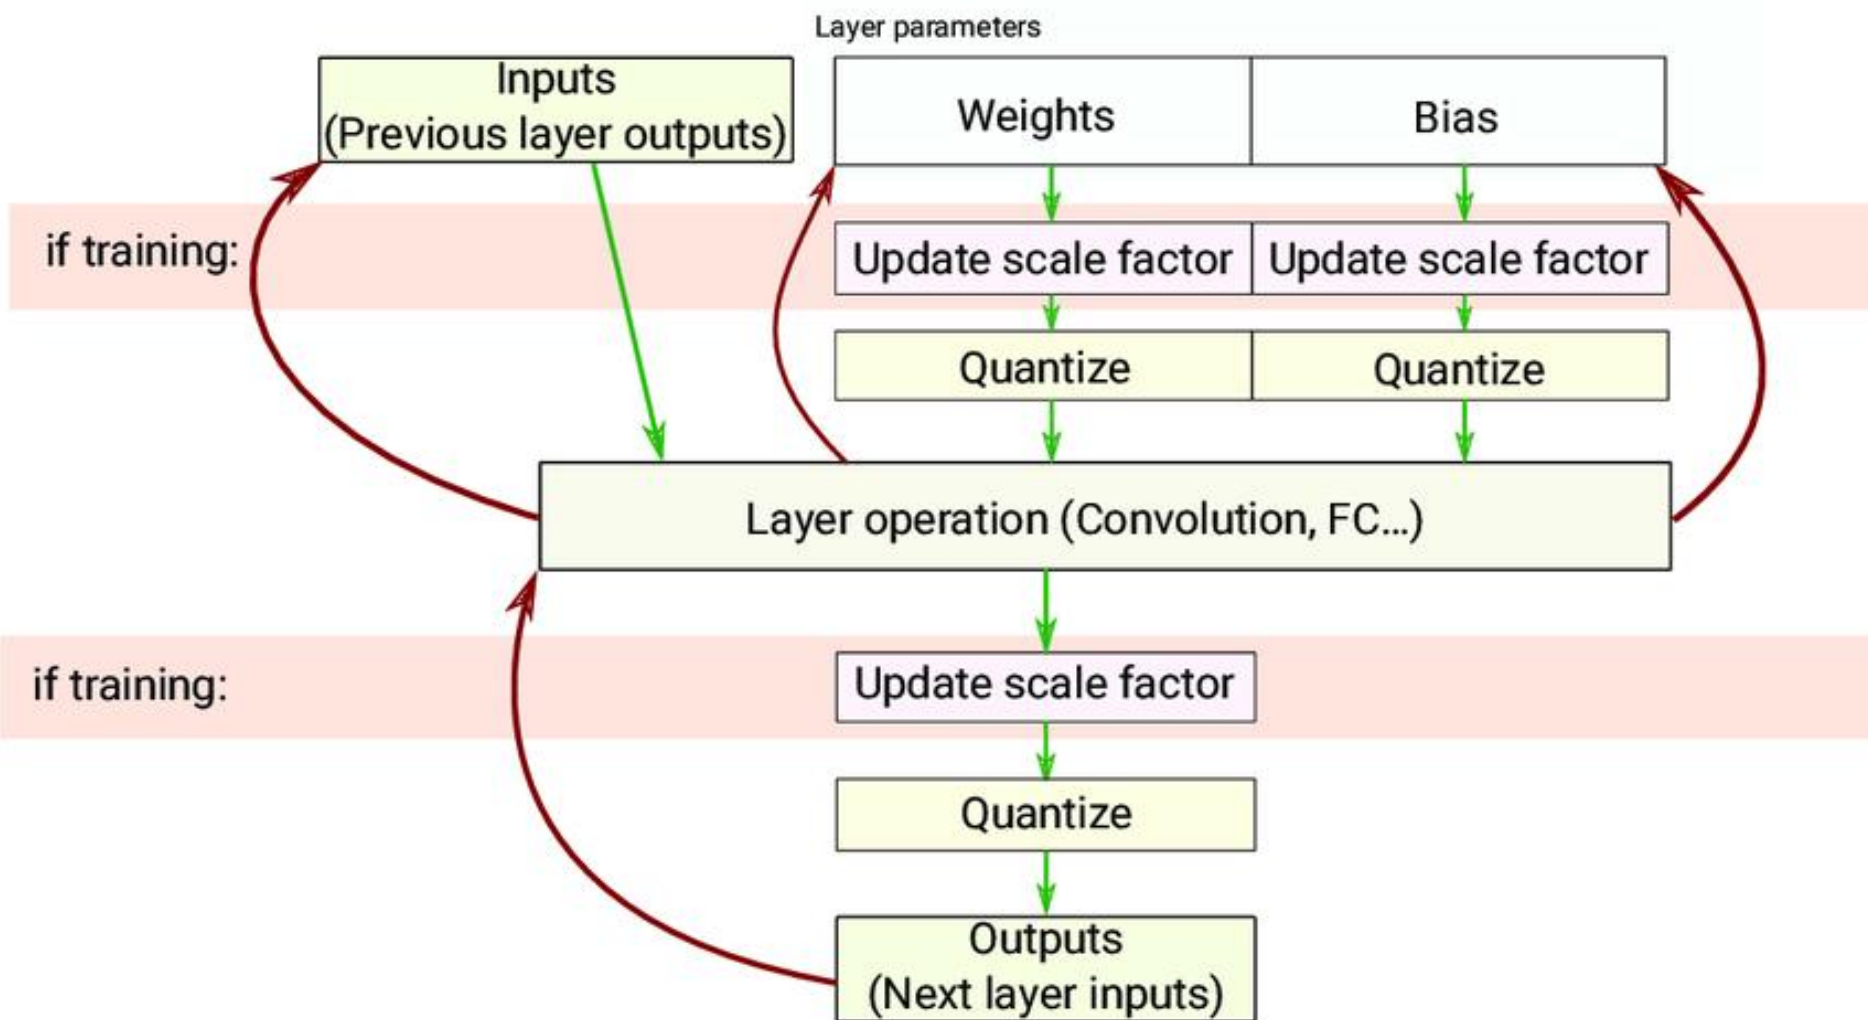 Layer parameters
Inputs
(Previous layer outputs)
Weights
Bias
if training:
Update scale factor
Update scale factor
Quantize
Quantize
Layer operation (Convolution, FC...)
if training:
Update scale factor
Quantize
Outputs
(Next layer inputs)